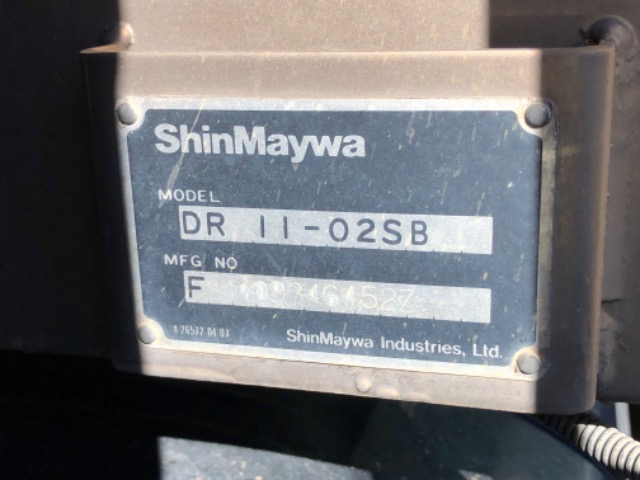 ShinMaywa
MODEL
DR 11-02SB
MFG NO
F
ShinMaywa Industries, Ltd.